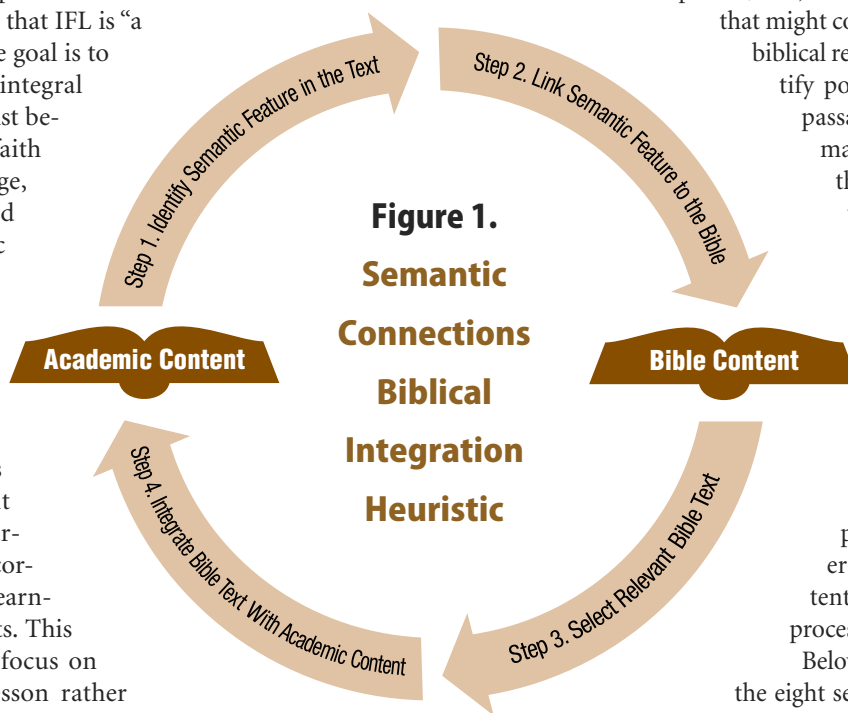 that IFL is “a
e goal is to
integral
st be-
aith
ge,
d
c
Step 1. Identify Semantic Feature in the Text
Step 2. Link Semantic Feature to the Bible
that might co
biblical re
tify po
passa
ma
th
Figure 1.
Semantic
Connections
Biblical
Integration
Heuristic
Academic Content
Bible Content
Step 3. Select Relevant Bible Text
Step 4. Integrate Bible Text With Academic Content
s
t
r-
cor-
earn-
ts. This
focus on
sson rather
p
er
tent
proces
Below
the eight se